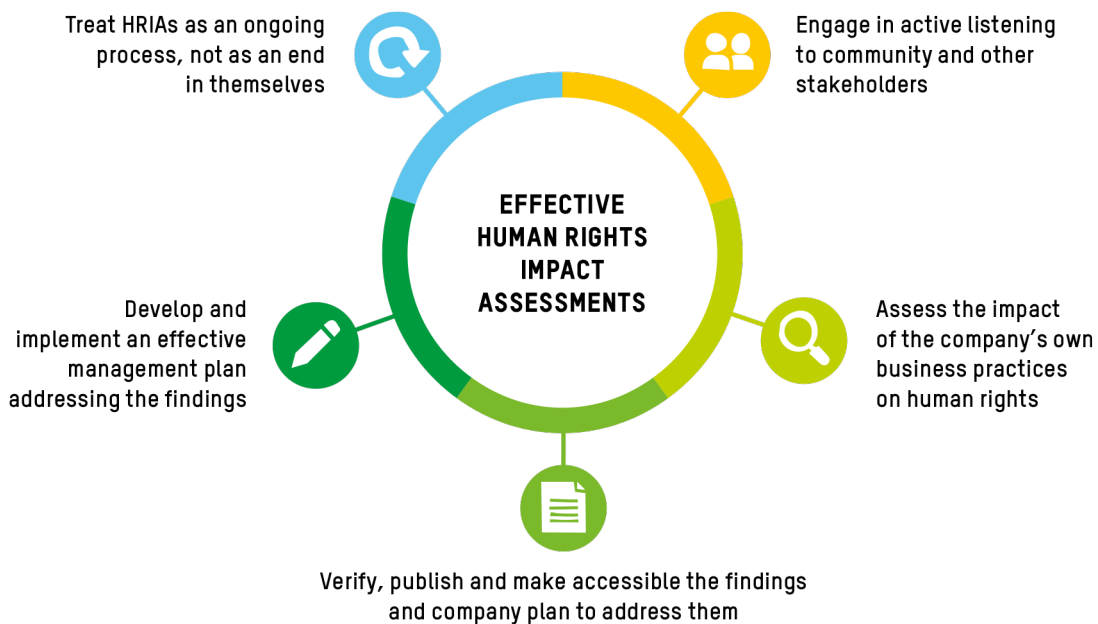 Treat HRIAs as an ongoing
process, not as an end
in themselves
Engage in active listening
to community and other
stakeholders
EFFECTIVE
HUMAN RIGHTS
IMPACT
ASSESSMENTS
Develop and
implement an effective
management plan
addressing the findings
Assess the impact
of the company's own
business practices
on human rights
Verify, publish and make accessible the findings
and company plan to address them